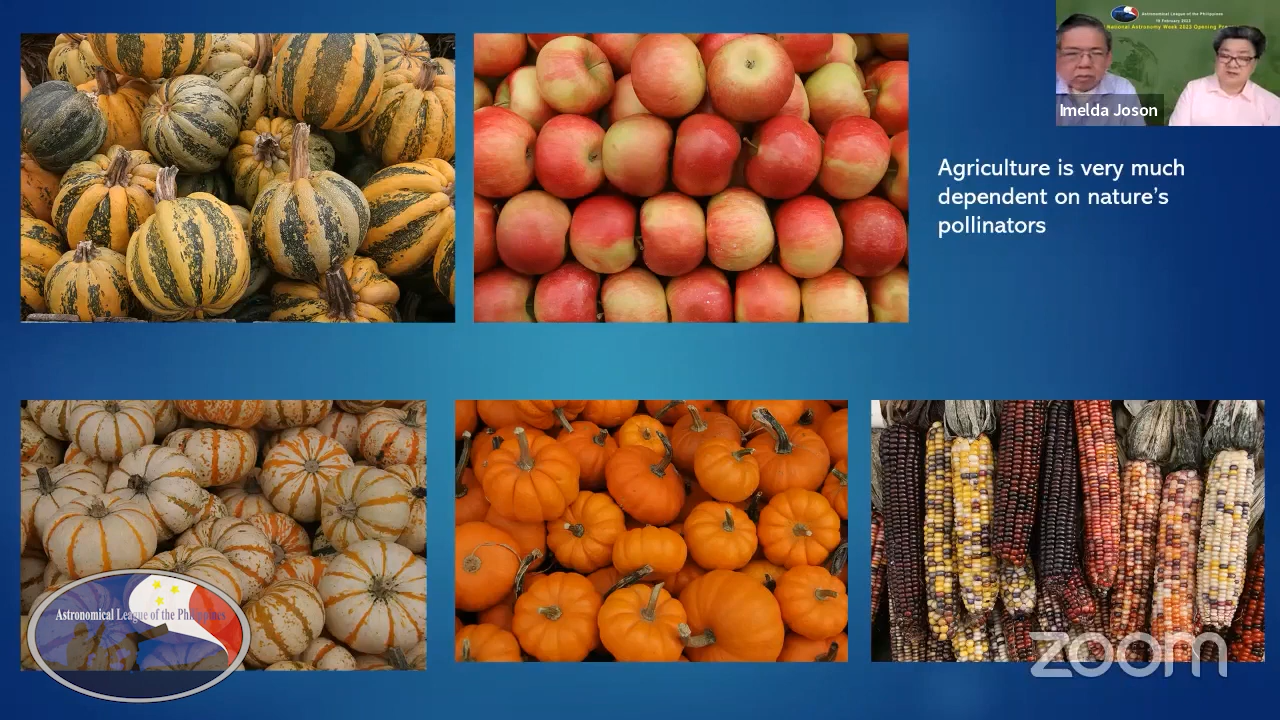 Astronomical League of the Philippines
18 February 2023
National Astronomy Week 2023 Opening
Imelda Joson
Agriculture is very much
dependent on nature's
pollinators
Astronomical League of the Philippines
zoom